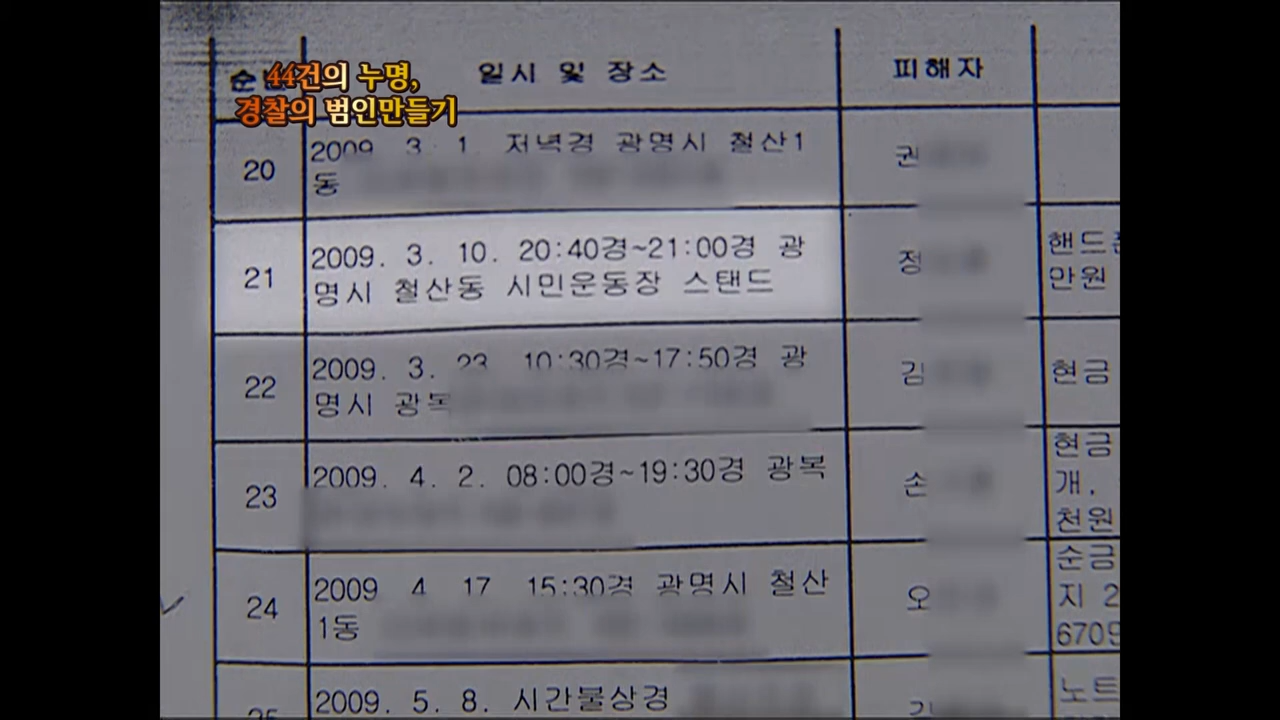 44건의 누명,
경찰의 범인만들기
일시 및 장소
피해자
20
2009. 3. 1. 저녁경 광명시 철산1
동
권
21
2009. 3. 10. 20:40경~21:00경 광
명시 철산동 시민운동장 스탠드
정
핸드폰
만원
22
2009. 3. 23. 10:30경~17:50경 광
명시 광복
김
현금
23
2009. 4. 2. 08:00경~19:30경 광복
손
현금
개.
천원
24
2009 4 17 15:30경 광명시 철산
1동
오
순금
지 2
6709
2009. 5. 8. 시간불상경
노트